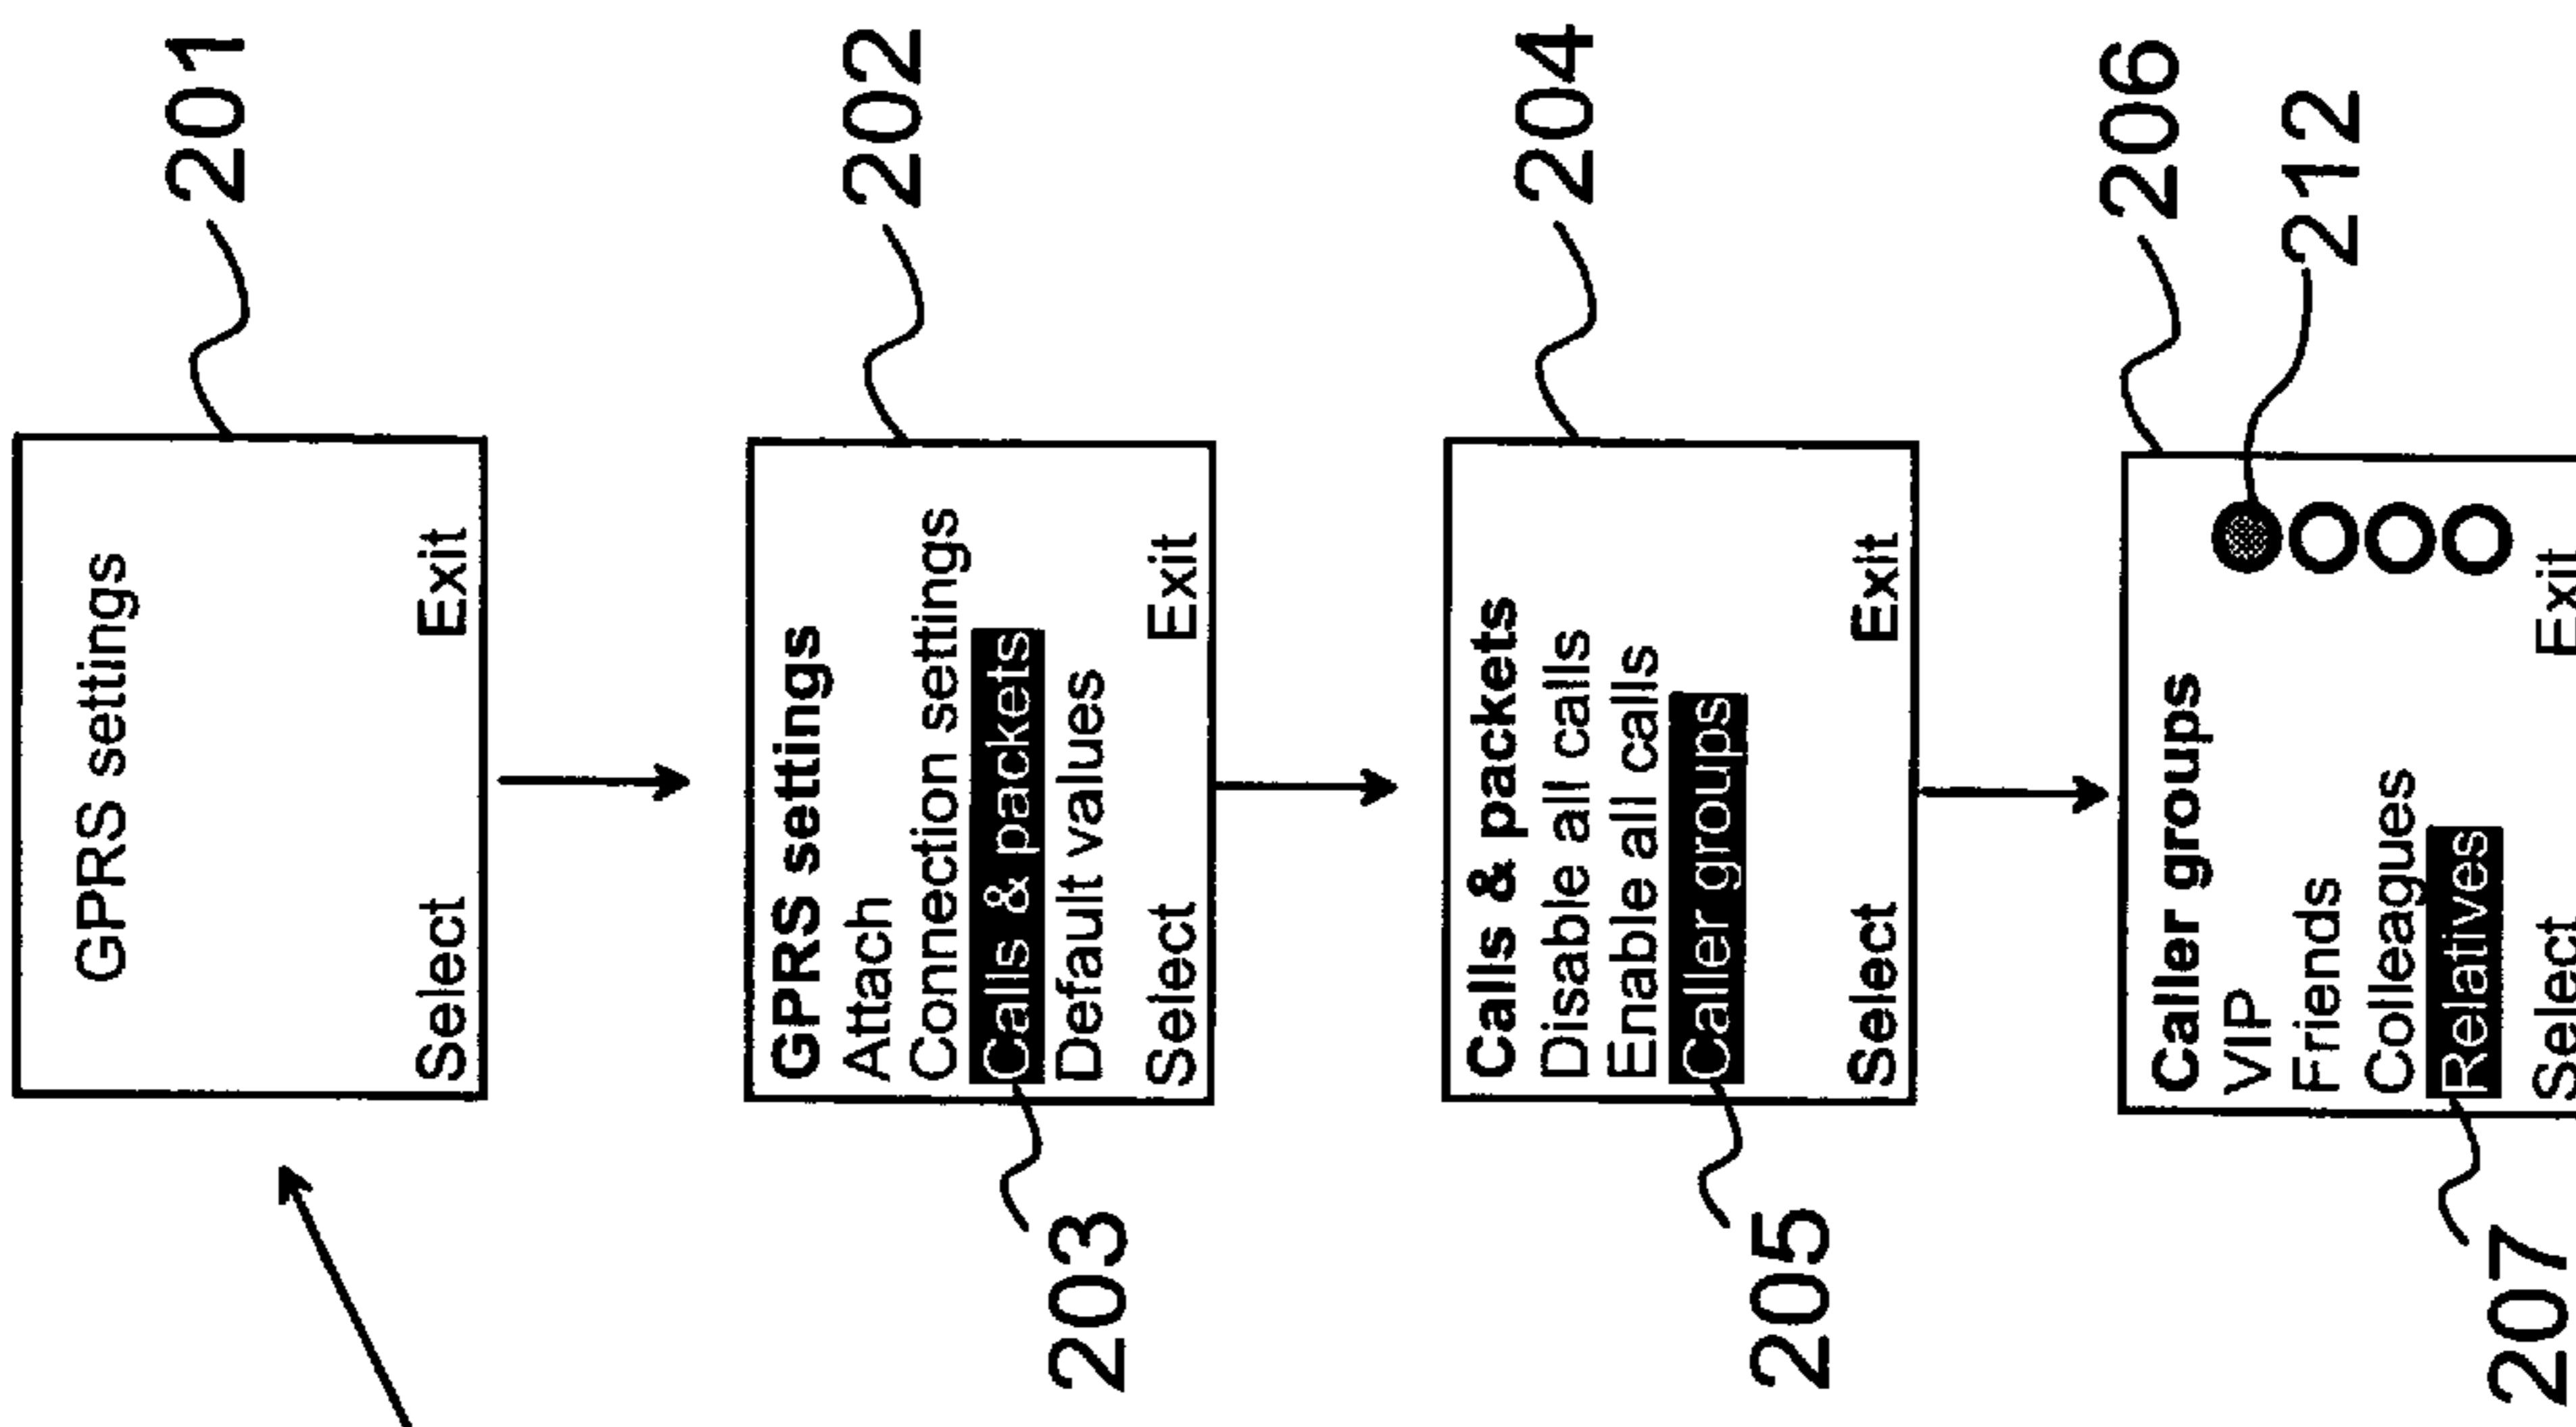 201
GPRS settings
Select Exit
202
GPRS settings
Attach
Connection settings
Calls & packets
Default values
Select Exit
203
204
Calls & packets
Disable all calls
Enable all calls
Caller groups
Select Exit
205
206
212
Caller groups
VIP
Friends
Colleagues
Relatives
Select Exit
207